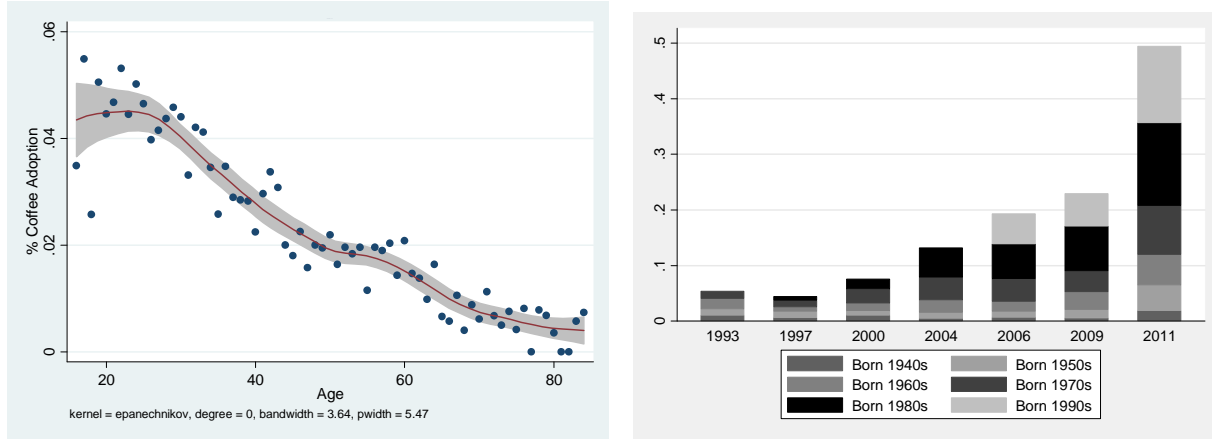 % Coffee Adoption
.06
.04
.02
0
20 40 60 80
Age
kernel = epanechnikov, degree = 0, bandwidth = 3.64, pwidth = 5.47
.5
.4
.3
.2
.1
0
1993 1997 2000 2004 2006 2009 2011
Born 1940s Born 1950s
Born 1960s Born 1970s
Born 1980s Born 1990s